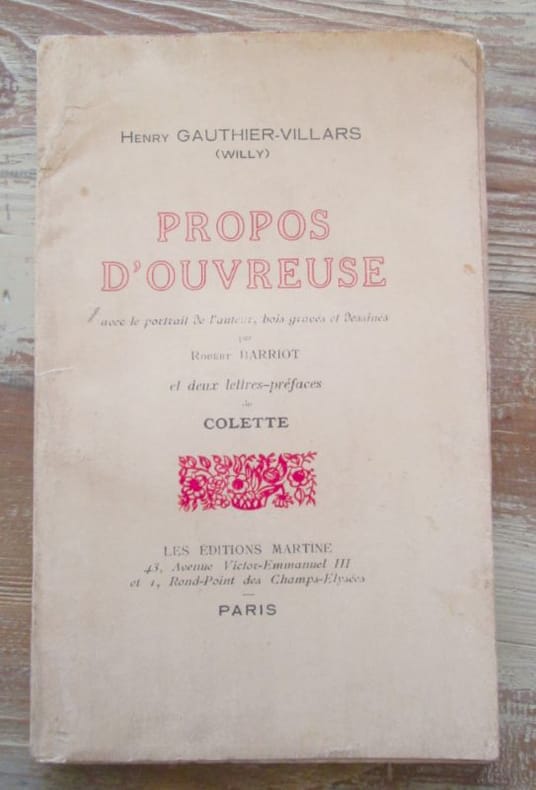 HENRY GAUTHIER-VILLARS
(WILLY)
PROPOS
D'OUVREUSE
avec le portrait de l'auteur, bois gravés et dessinés
par
ROBERT BARRIOT
et deux lettres-préfaces
de
COLETTE
LES ÉDITIONS MARTINE
43, Avenue Victor-Emmanuel III
et 1, Rond-Point des Champs-Elysées
PARIS